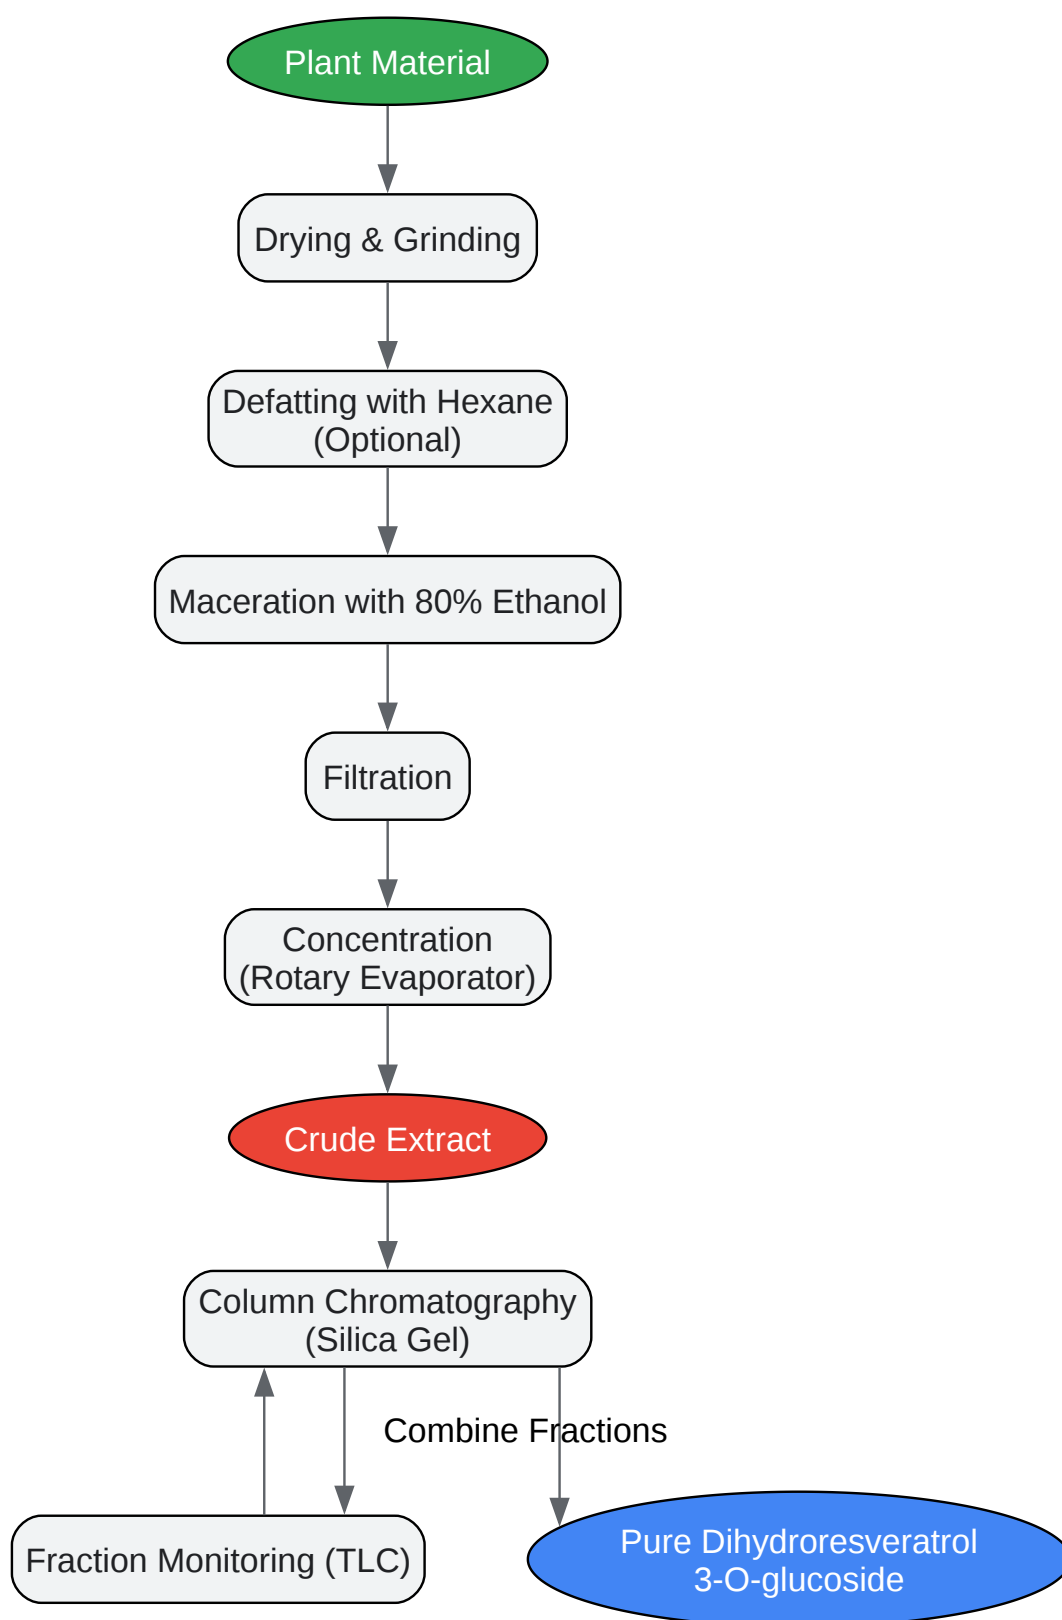 Plant Material
Drying & Grinding
Defatting with Hexane
(Optional)
Maceration with 80% Ethanol
Filtration
Concentration
(Rotary Evaporator)
Crude Extract
Column Chromatography
(Silica Gel)
Combine Fractions
Fraction Monitoring (TLC)
Pure Dihydroresveratrol
3-O-glucoside